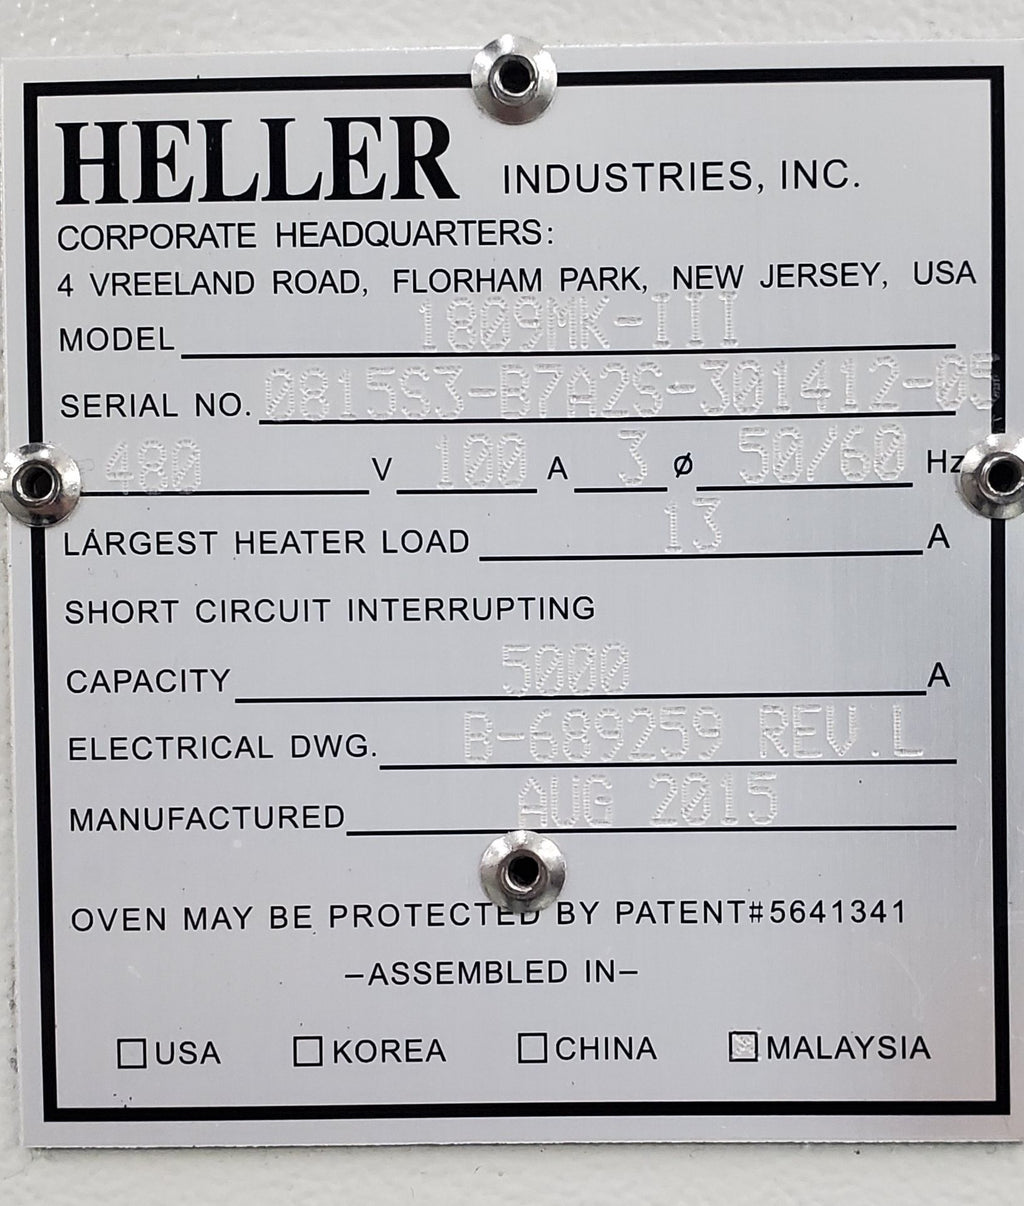 HELLER INDUSTRIES, INC.
CORPORATE HEADQUARTERS:
4 VREELAND ROAD, FLORHAM PARK, NEW JERSEY, USA
MODEL 1809MK-III
SERIAL NO. 0815S3-B7A2S-301412-05
480 V 100 A 3 Ø 50/60 Hz
LARGEST HEATER LOAD 13 A
SHORT CIRCUIT INTERRUPTING
CAPACITY 5000 A
ELECTRICAL DWG. B-689259 REV.L
MANUFACTURED AUG 2015
OVEN MAY BE PROTECTED BY PATENT#5641341
–ASSEMBLED IN–
☐ USA ☐ KOREA ☐ CHINA ☒ MALAYSIA